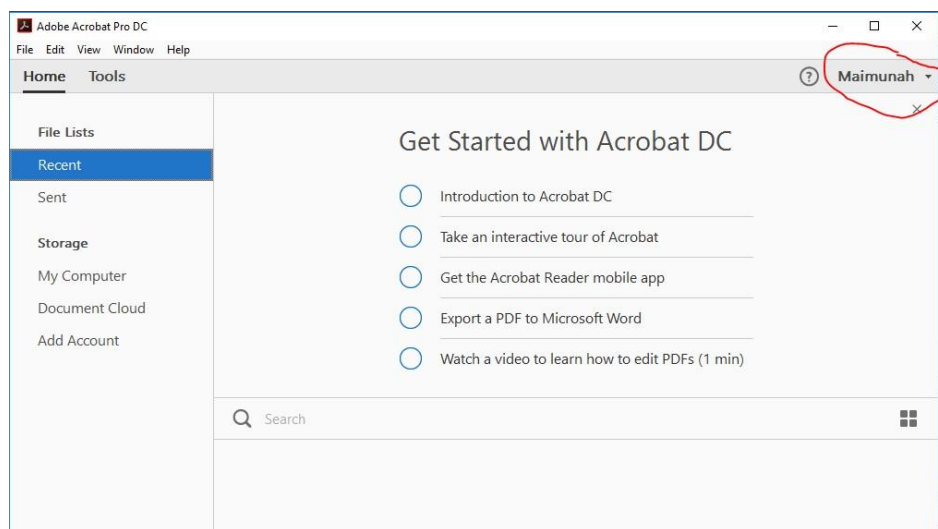 Adobe Acrobat Pro DC
File Edit View Window Help
Home Tools
Maimunah
File Lists
Recent
Sent
Storage
My Computer
Document Cloud
Add Account
Get Started with Acrobat DC
Introduction to Acrobat DC
Take an interactive tour of Acrobat
Get the Acrobat Reader mobile app
Export a PDF to Microsoft Word
Watch a video to learn how to edit PDFs (1 min)
Search